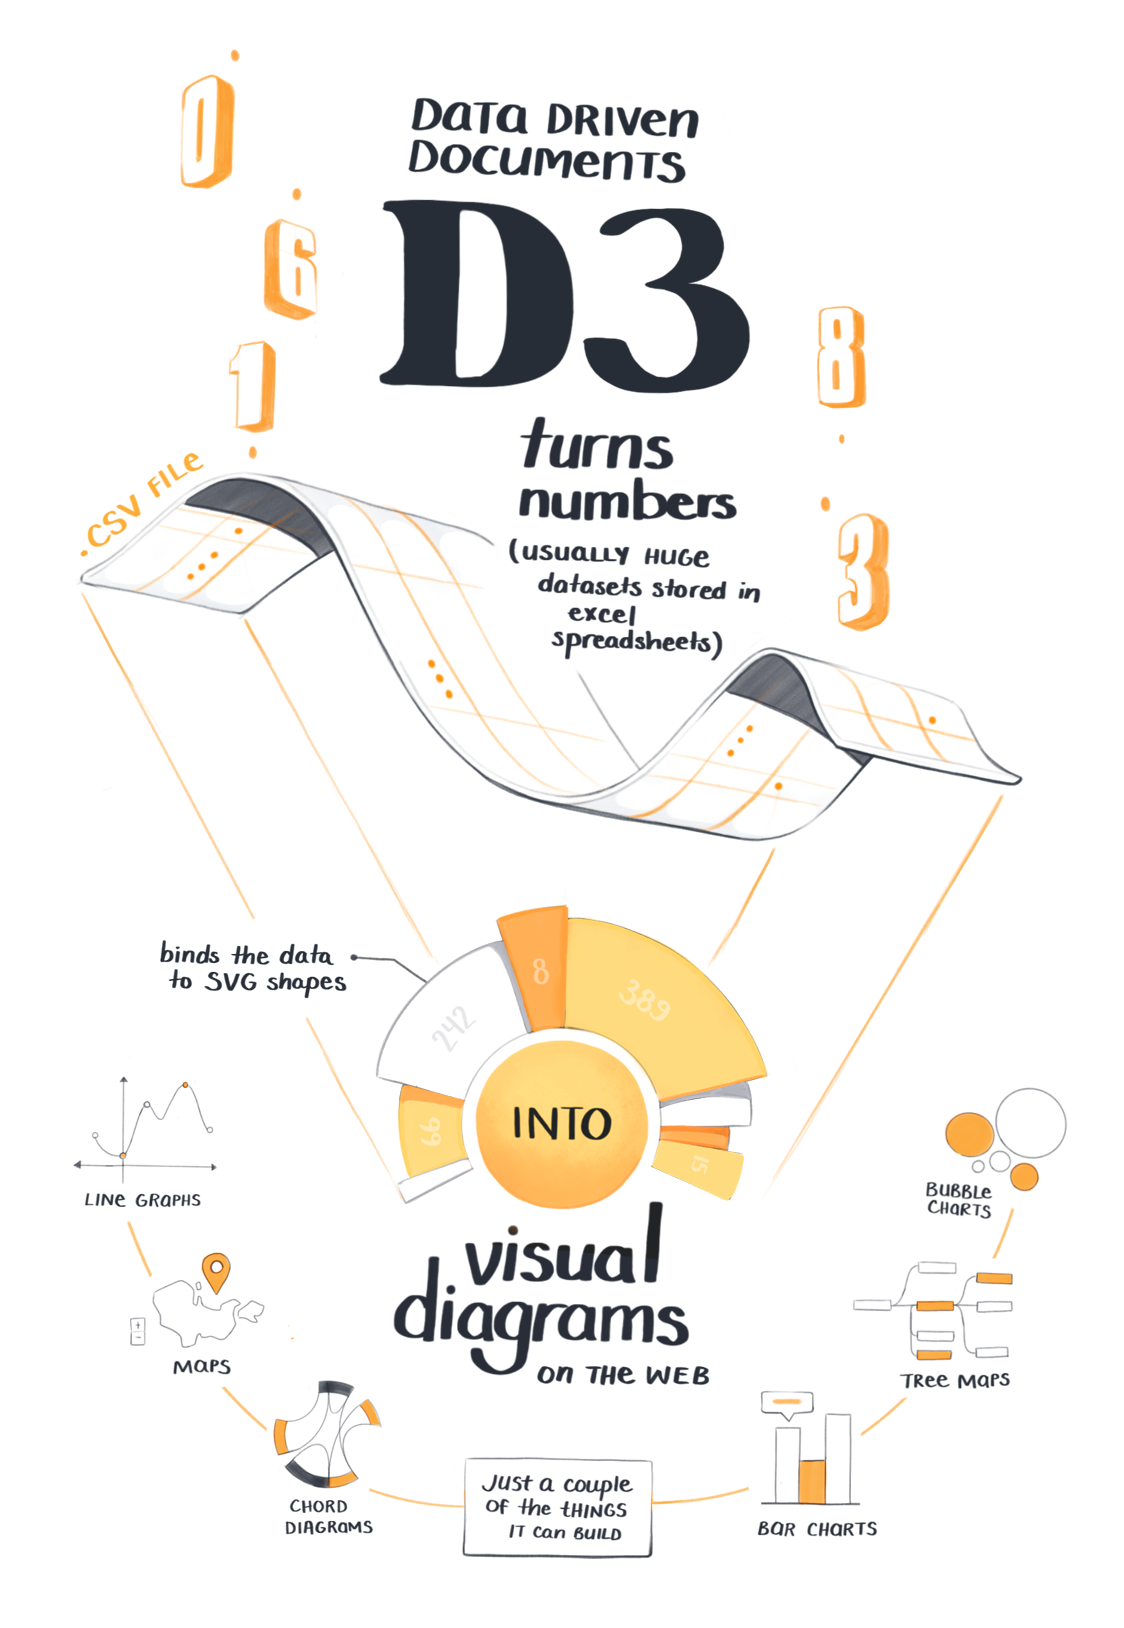 0
6
1
8
3
Data Driven
Documents
D3
turns
numbers
(usually huge
datasets stored in
excel
spreadsheets)
.CSV File
binds the data
to SVG shapes
242
8
389
66
15
INTO
visual
diagrams
on the web
Line Graphs
Maps
+
-
Chord
Diagrams
Just a couple
of the things
it can build
Bar Charts
Tree Maps
Bubble
Charts